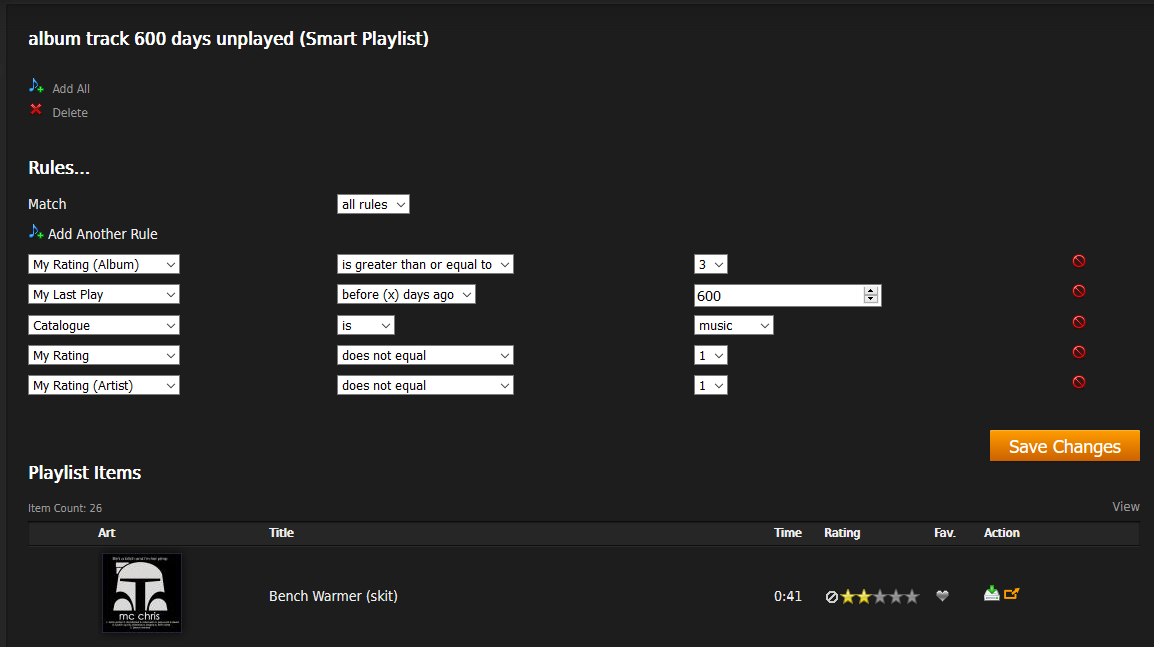 album track 600 days unplayed (Smart Playlist)
Add All
Delete
Rules...
Match all rules
Add Another Rule
My Rating (Album) is greater than or equal to 3
My Last Play before (x) days ago 600
Catalogue is music
My Rating does not equal 1
My Rating (Artist) does not equal 1
Save Changes
Playlist Items
Item Count: 26 View
Art Title Time Rating Fav. Action
mc chris
Bench Warmer (skit) 0:41